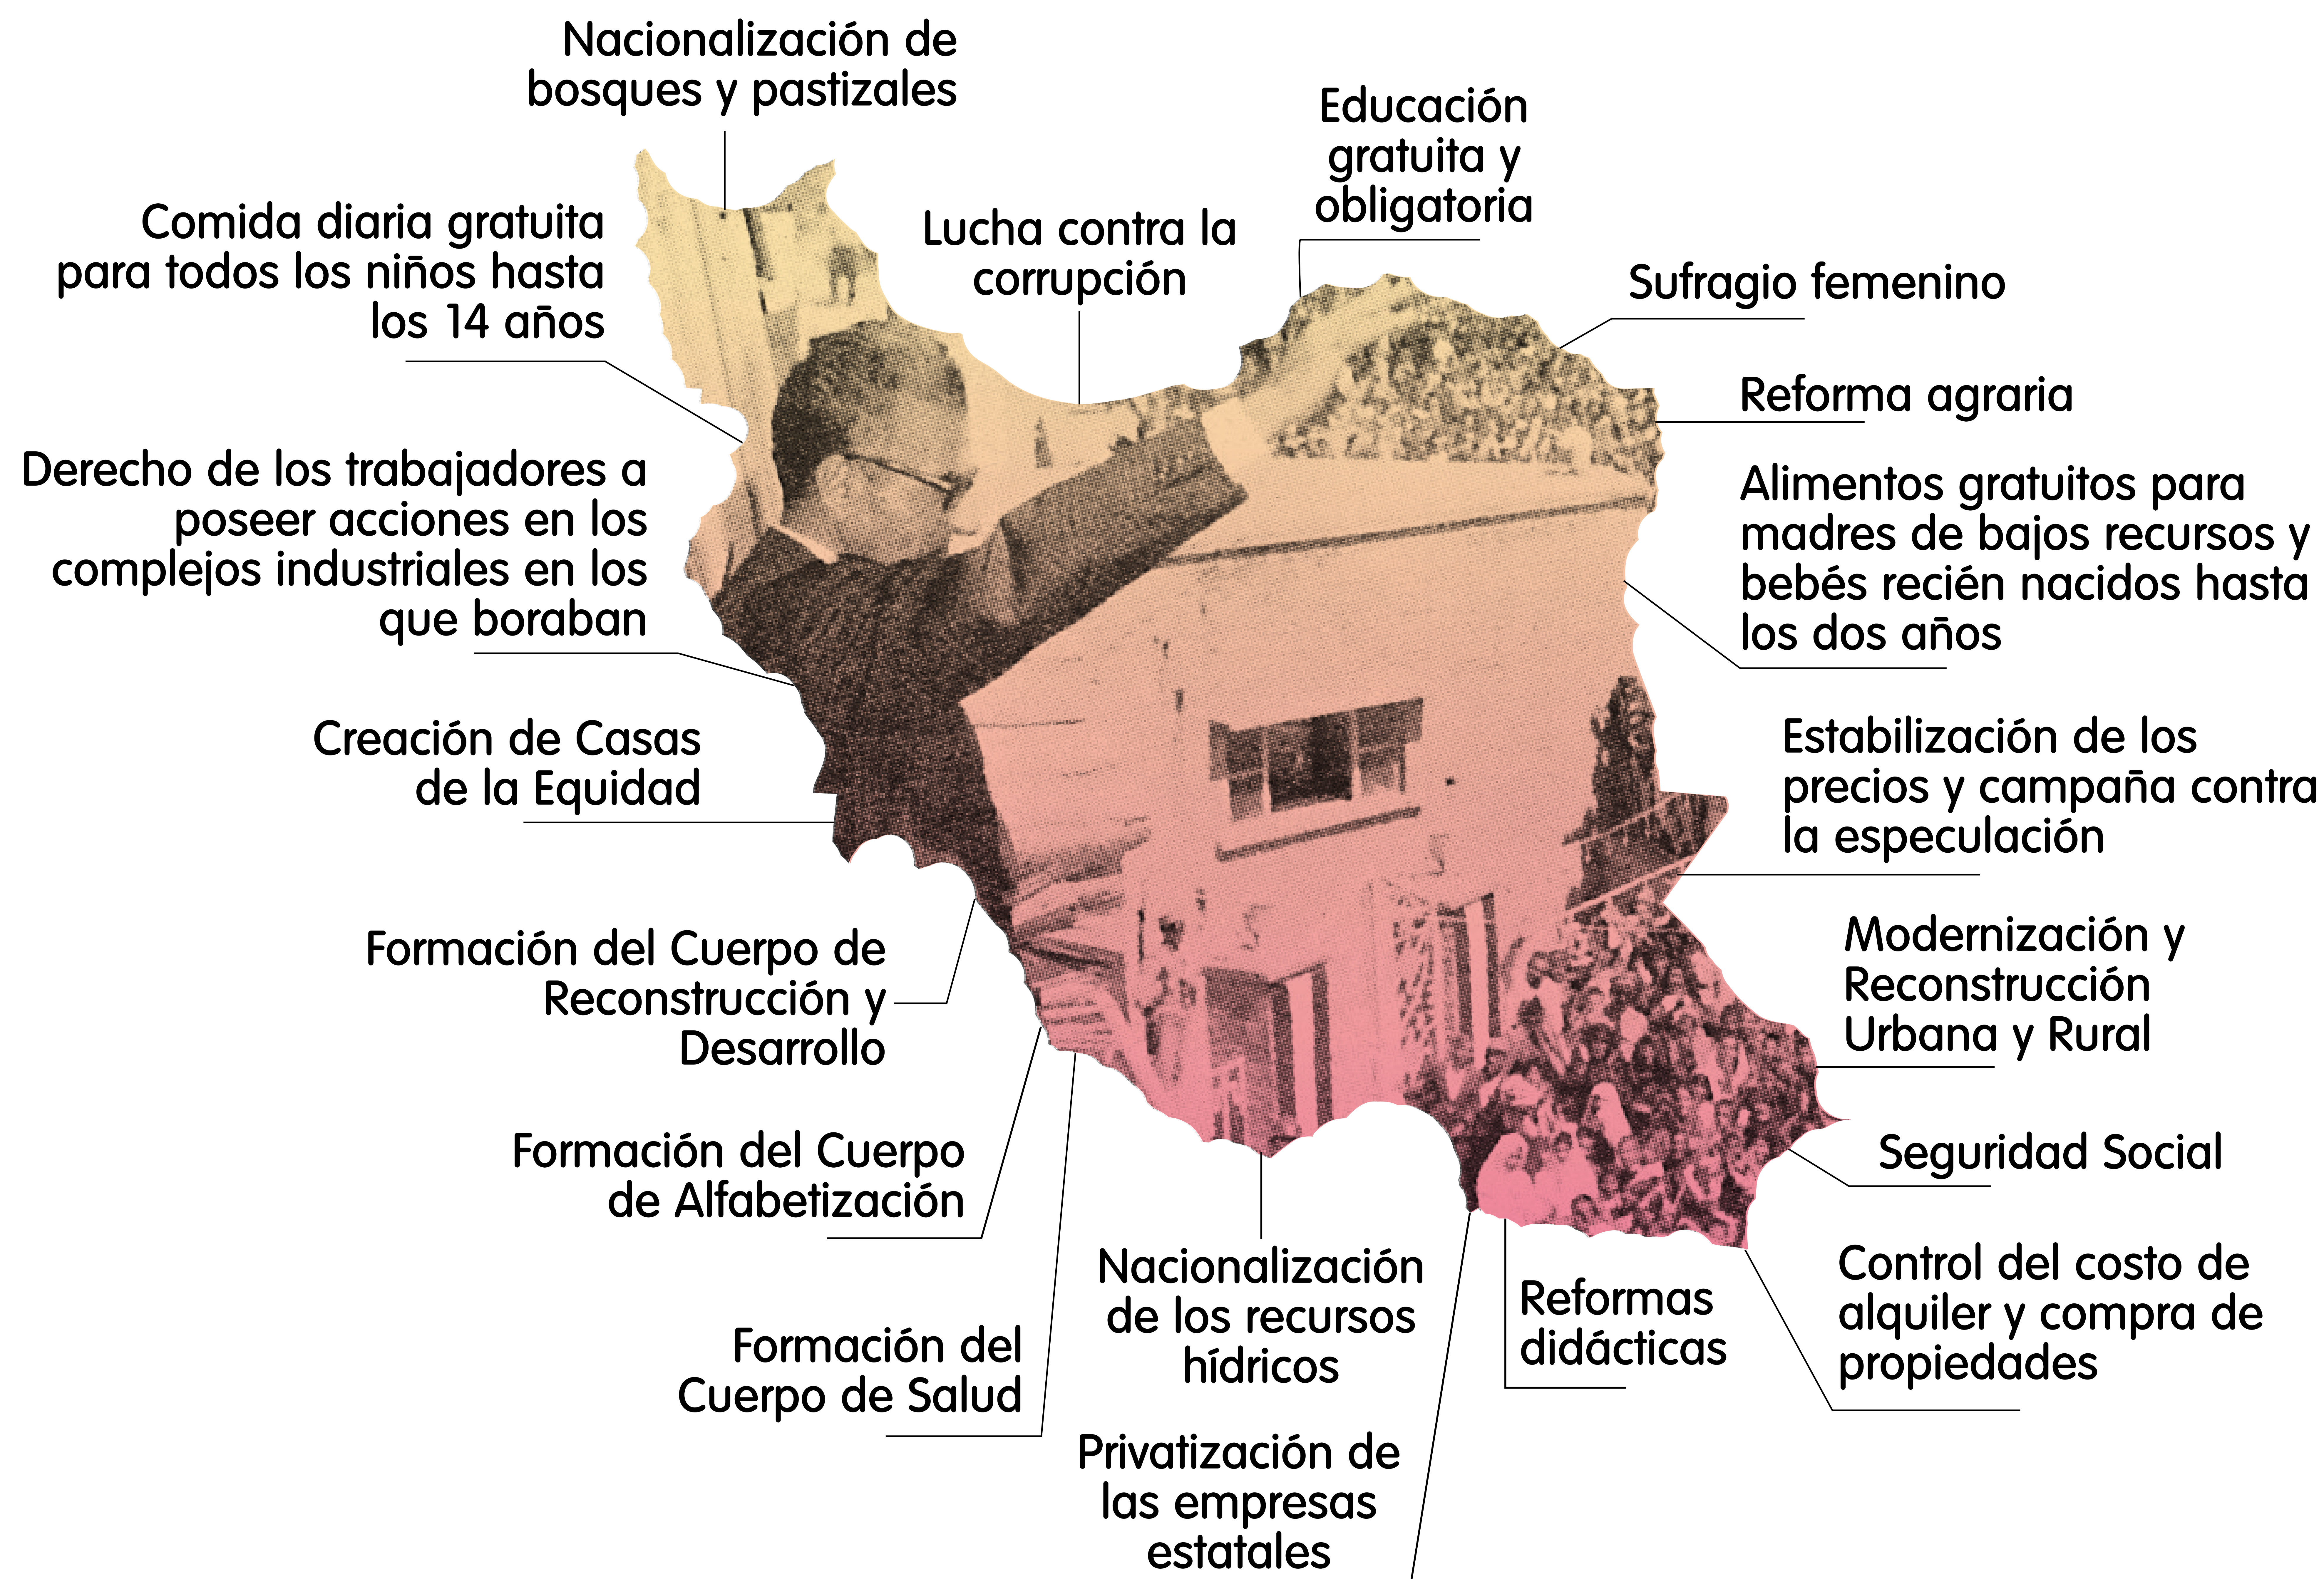 Nacionalización de
bosques y pastizales
Educación
gratuita y
obligatoria
Comida diaria gratuita
para todos los niños hasta
los 14 años
Lucha contra la
corrupción
Sufragio femenino
Reforma agraria
Derecho de los trabajadores a
poseer acciones en los
complejos industriales en los
que boraban
Alimentos gratuitos para
madres de bajos recursos y
bebés recién nacidos hasta
los dos años
Creación de Casas
de la Equidad
Estabilización de los
precios y campaña contra
la especulación
Formación del Cuerpo de
Reconstrucción y
Desarrollo
Modernización y
Reconstrucción
Urbana y Rural
Formación del Cuerpo
de Alfabetización
Seguridad Social
Formación del
Cuerpo de Salud
Nacionalización
de los recursos
hídricos
Reformas
didácticas
Control del costo de
alquiler y compra de
propiedades
Privatización de
las empresas
estatales